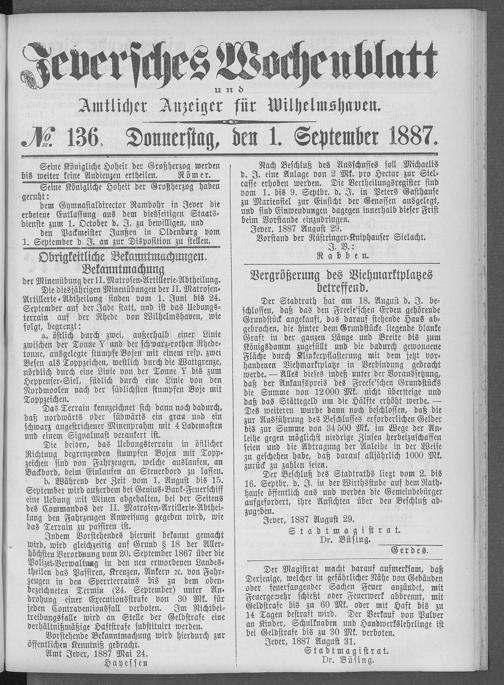 Jeversches Wochenblatt
und
Amtlicher Anzeiger für Wilhelmshaven.
No. 136. Donnerstag, den 1. September 1887.
Seine Königliche Hoheit der Großherzog werden
bis weiter keine Audienzen ertheilen. Römer.
Seine Königliche Hoheit der Großherzog haben
geruht:
dem Gymnasialdirector Ramdohr in Jever die
erbetene Entlassung aus dem diesseitigen Staats-
dienste zum 1. October d. J. zu bewilligen, und
den Packmeister Janßen in Oldenburg vom
1. September d. J. an zur Disposition zu stellen.
Obrigkeitliche Bekanntmachungen.
Bekanntmachung
der Minenübung der II. Matrosen-Artillerie-Abtheilung.
Die diesjährigen Minenübungen der II. Matrosen-
Artillerie-Abtheilung finden vom 1. Juni bis 24.
September auf der Jade statt, und ist das Uebungs-
terrain auf der Rhede von Wilhelmshaven, wie
folgt, begrenzt:
a. östlich durch zwei, außerhalb einer Linie
zwischen der Tonne Y und der schwarz-rothen Rhede-
tonne, ausgelegte stumpfe Bojen mit einem resp. zwei
Besen als Toppzeichen, westlich durch die Wattgrenze,
nördlich durch eine Linie von der Tonne Y bis zum
Heppenser-Siel, südlich durch eine Linie von den
Nordmoolen nach der südlichsten stumpfen Boje mit
Toppzeichen.
Das Terrain kennzeichnet sich dann noch dadurch,
daß nordwärts oder südwärts ein grau und ein
schwarz angestrichener Minenprahm mit 4 Lademasten
und einem Signalmast verankert ist.
Die beiden, das Uebungsterrain in östlicher
Richtung begrenzenden stumpfen Bojen mit Topp-
zeichen sind von Fahrzeugen, welche auslaufen, an
Backbord, beim Einlaufen an Steuerbord zu lassen.
b. Während der Zeit vom 1. August bis 15.
September wird außerdem bei Genius-Bank-Feuerschiff
eine Uebung mit Minen abgehalten, bei der Seitens
des Commandos der II. Matrosen-Artillerie-Abthei-
lung den Fahrzeugen Anweisung gegeben wird, wie
das Terrain zu passiren ist.
Indem Vorstehendes hiermit bekannt gemacht
wird, wird gleichzeitig auf Grund § 18 der Aller-
höchsten Verordnung vom 20. September 1867 über die
Polizei-Verwaltung in den neu erworbenen Landes-
theilen das Passiren, Kreuzen, Ankern 2c. von Fahr-
zeugen in den Sperrterrains bis zu dem oben-
bezeichneten Termin (24. September) unter An-
drohung einer Executionsstrafe von 30 Mk. für
jeden Contraventionsfall verboten. Im Nichtbei-
treibungsfalle wird an Stelle der Geldstrafe eine
verhältnißmäßige Haftstrafe substituirt werden.
Vorstehende Bekanntmachung wird hierdurch zur
öffentlichen Kenntniß gebracht.
Amt Jever, 1887 Mai 24.
Hayessen
Nach Beschluß des Ausschusses soll Michaelis
d. J. eine Anlage von 2 Mk. pro Hectar zur Siel-
casse erhoben werden. Die Vertheilungsregister sind
vom 1. bis 9. Septbr. d. J. in Peters Gasthause
zu Mariensiel zur Einsicht der Genossen ausgelegt,
und sind Einwendungen dagegen innerhalb dieser Frist
beim Vorstande einzubringen.
Jever, 1887 August 29.
Vorstand der Rüstringer-Kniphauser Sielacht.
J. V.:
Rabben.
Vergrößerung des Viehmarktplatzes
betreffend.
Der Stadtrath hat am 18. August d. J. be-
schlossen, daß das den Freese'schen Erden gehörende
Grundstück angekauft, das darauf stehende Haus ab-
gebrochen, die hinter dem Grundstücke liegende blanke
Graft in der ganzen Länge und Breite bis zum
Königsdamm zugefüllt und die dadurch gewonnene
Fläche durch Klinkerpflasterung mit dem jetzt vor-
handenen Viehmarktplatze in Verbindung gebracht
werde. — Alles dieses indeß unter der Voraussetzung,
daß der Ankaufspreis des Freese'schen Grundstücks
die Summe von 12000 Mk. nicht übersteige und
daß das Stättegeld um die Hälfte erhöht werde. —
Des weiteren wurde dann noch beschlossen, daß die
zur Ausführung des Beschlusses erforderlichen Gelder
bis zur Summe von 34500 Mk. im Wege der An-
leihe gegen möglichst niedrige Zinsen herbeizuschaffen
seien und die Abtragung der Anleihe in der Weise
zu geschehen habe, daß darauf alljährlich 1000 Mk.
zurück zu zahlen seien.
Der Beschluß des Stadtraths liegt vom 2. bis
16. Septbr. d. J. in der Wirthsstube auf dem Rath-
hause öffentlich aus und werden die Gemeindebürger
aufgefordert, ihre Ansichten über den Beschluß ab-
zugeben.
Jever, 1887 August 29.
Stadtmagistrat.
Dr. Büsing.
Gerdes.
Der Magistrat macht darauf aufmerksam, daß
Derjenige, welcher in gefährlicher Nähe von Gebäuden
oder feuerfangender Sachen Feuer anzündet, mit
Feuergewehr schießt oder Feuerwerk abbrennt, mit
Geldstrafe bis zu 60 Mk. oder mit Haft bis zu
14 Tagen bestraft wird. Der Verkauf von Pulver
an Kinder, Schulknaben und Handwerkslehrlinge ist
bei Geldstrafe bis zu 30 Mk. verboten.
Jever, 1887 August 31.
Stadtmagistrat.
Dr. Büsing.